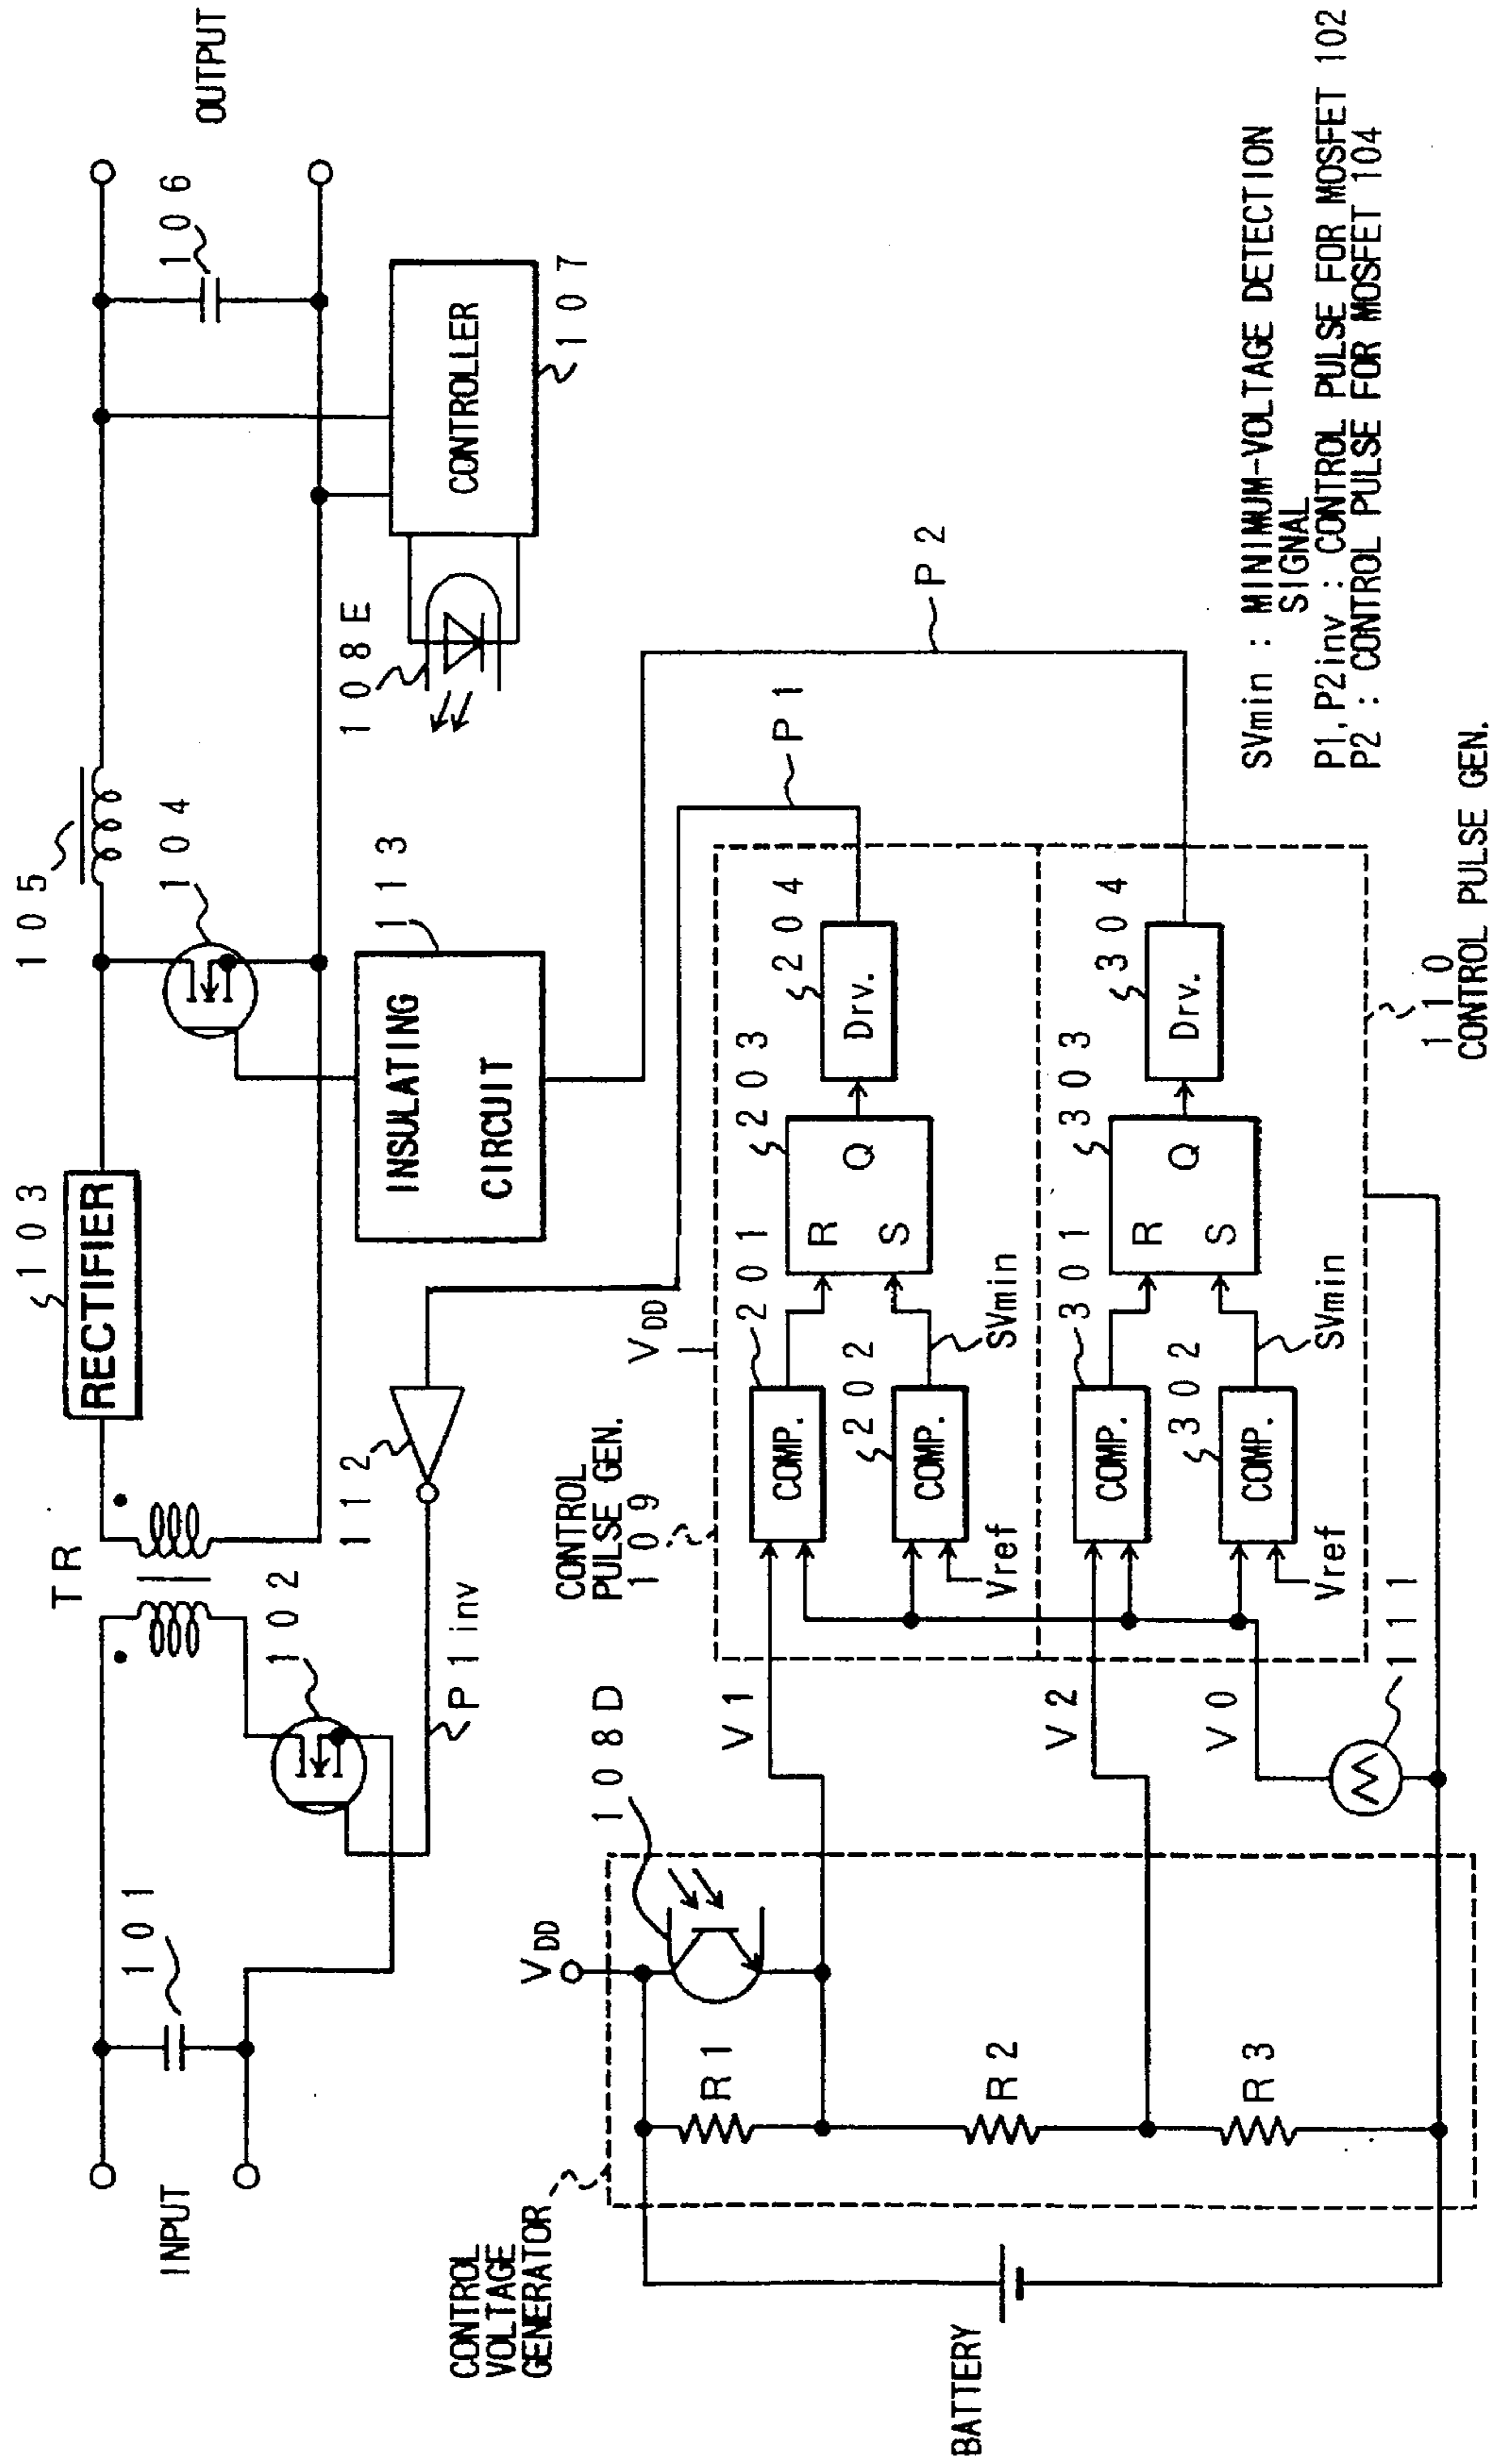 INPUT
101
102
TR
103
RECTIFIER
105
104
106
OUTPUT
112
P1inv
INSULATING
CIRCUIT
113
108E
CONTROLLER
107
CONTROL
VOLTAGE
GENERATOR
VDD
108D
R1
R2
R3
BATTERY
V1
V2
V0
111
CONTROL
PULSE GEN.
109
VDD
COMP.
201
COMP.
202
Vref
SVmin
R
S
Q
203
Drv.
204
P1
COMP.
301
COMP.
302
Vref
SVmin
R
S
Q
303
Drv.
304
P2
110
CONTROL PULSE GEN.
SVmin : MINIMUM-VOLTAGE DETECTION
SIGNAL
P1,P2inv : CONTROL PULSE FOR MOSFET 102
P2 : CONTROL PULSE FOR MOSFET 104